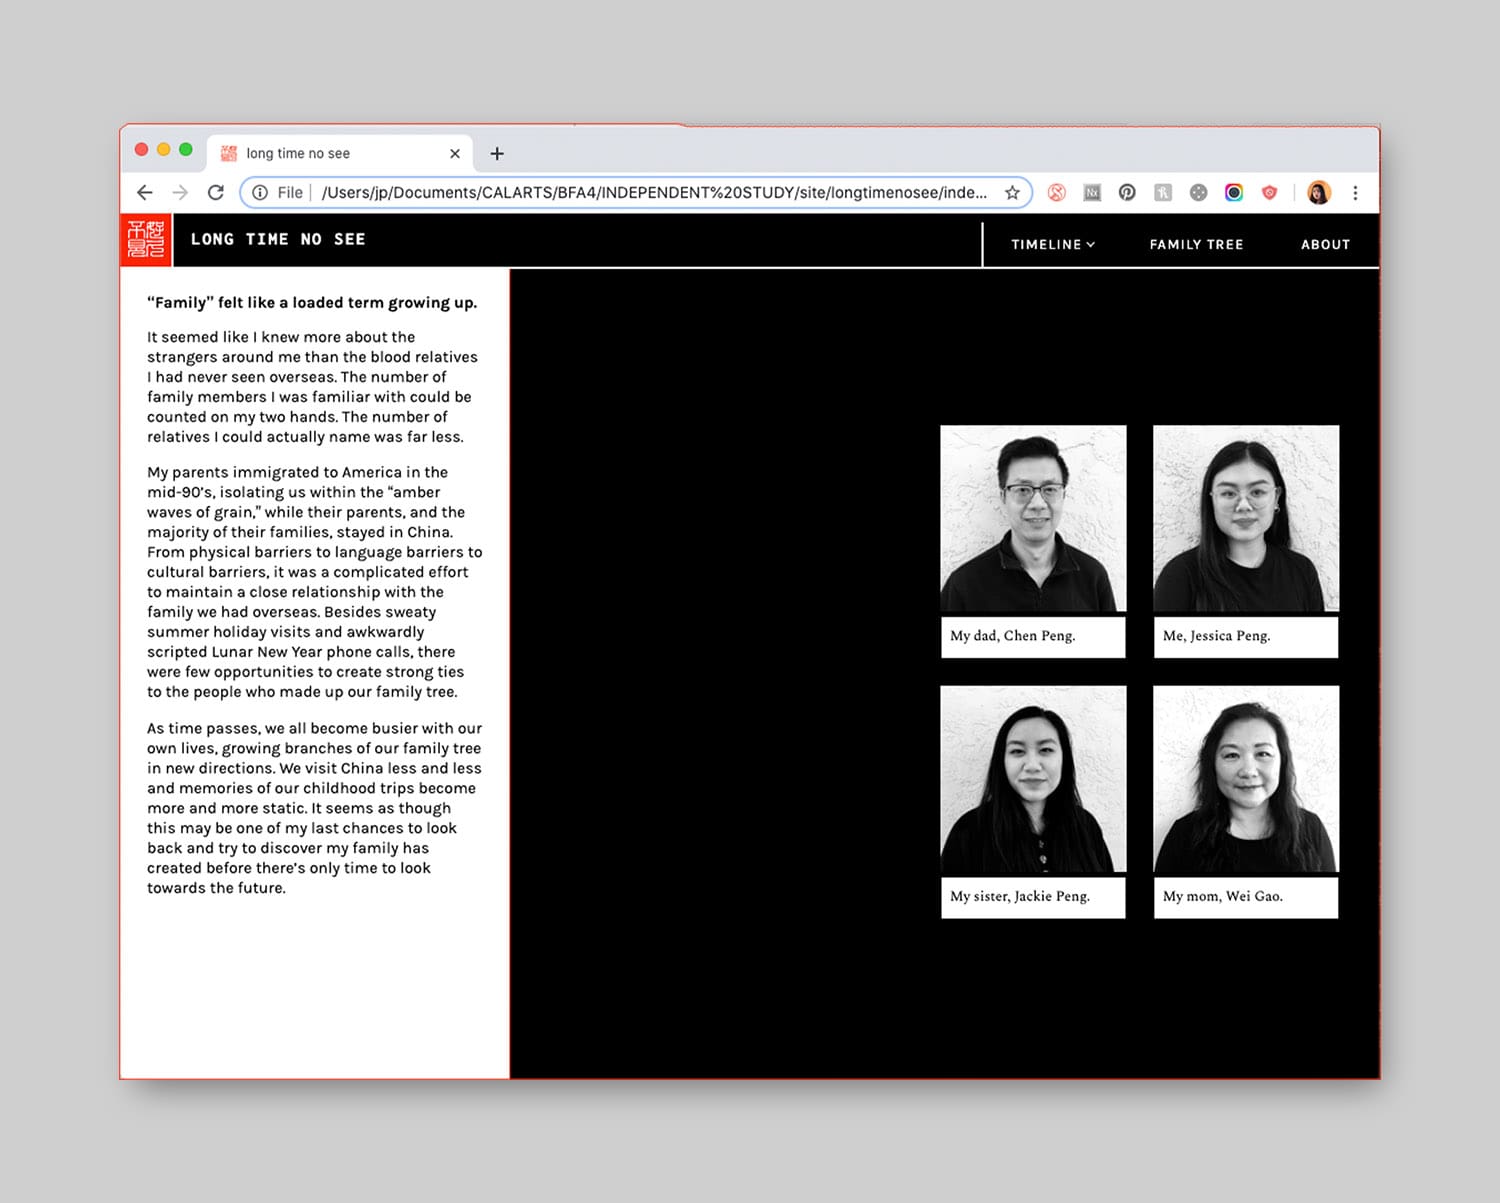 long time no see
File
/Users/jp/Documents/CALARTS/BFA4/INDEPENDENT%20STUDY/site/longtimenosee/inde...
Nx
LONG TIME NO SEE
TIMELINE
FAMILY TREE
ABOUT
“Family” felt like a loaded term growing up.
It seemed like I knew more about the
strangers around me than the blood relatives
I had never seen overseas. The number of
family members I was familiar with could be
counted on my two hands. The number of
relatives I could actually name was far less.
My parents immigrated to America in the
mid-90’s, isolating us within the “amber
waves of grain,” while their parents, and the
majority of their families, stayed in China.
From physical barriers to language barriers to
cultural barriers, it was a complicated effort
to maintain a close relationship with the
family we had overseas. Besides sweaty
summer holiday visits and awkwardly
scripted Lunar New Year phone calls, there
were few opportunities to create strong ties
to the people who made up our family tree.
As time passes, we all become busier with our
own lives, growing branches of our family tree
in new directions. We visit China less and less
and memories of our childhood trips become
more and more static. It seems as though
this may be one of my last chances to look
back and try to discover my family has
created before there’s only time to look
towards the future.
My dad, Chen Peng.
Me, Jessica Peng.
My sister, Jackie Peng.
My mom, Wei Gao.